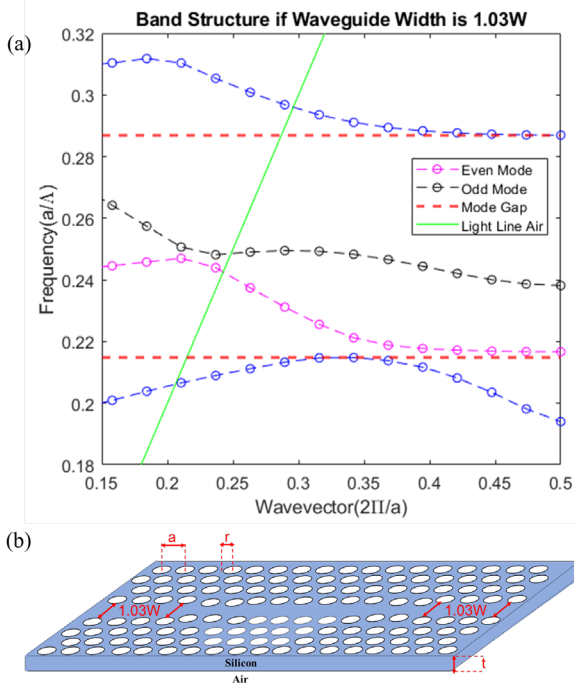 (a)
Band Structure if Waveguide Width is 1.03W
0.32
0.3
0.28
0.26
0.24
0.22
0.2
0.18
Frequency(a/Λ)
Even Mode
Odd Mode
Mode Gap
Light Line Air
0.15 0.2 0.25 0.3 0.35 0.4 0.45 0.5
Wavevector(2Π/a)
(b)
a r
1.03W 1.03W
Silicon t
Air